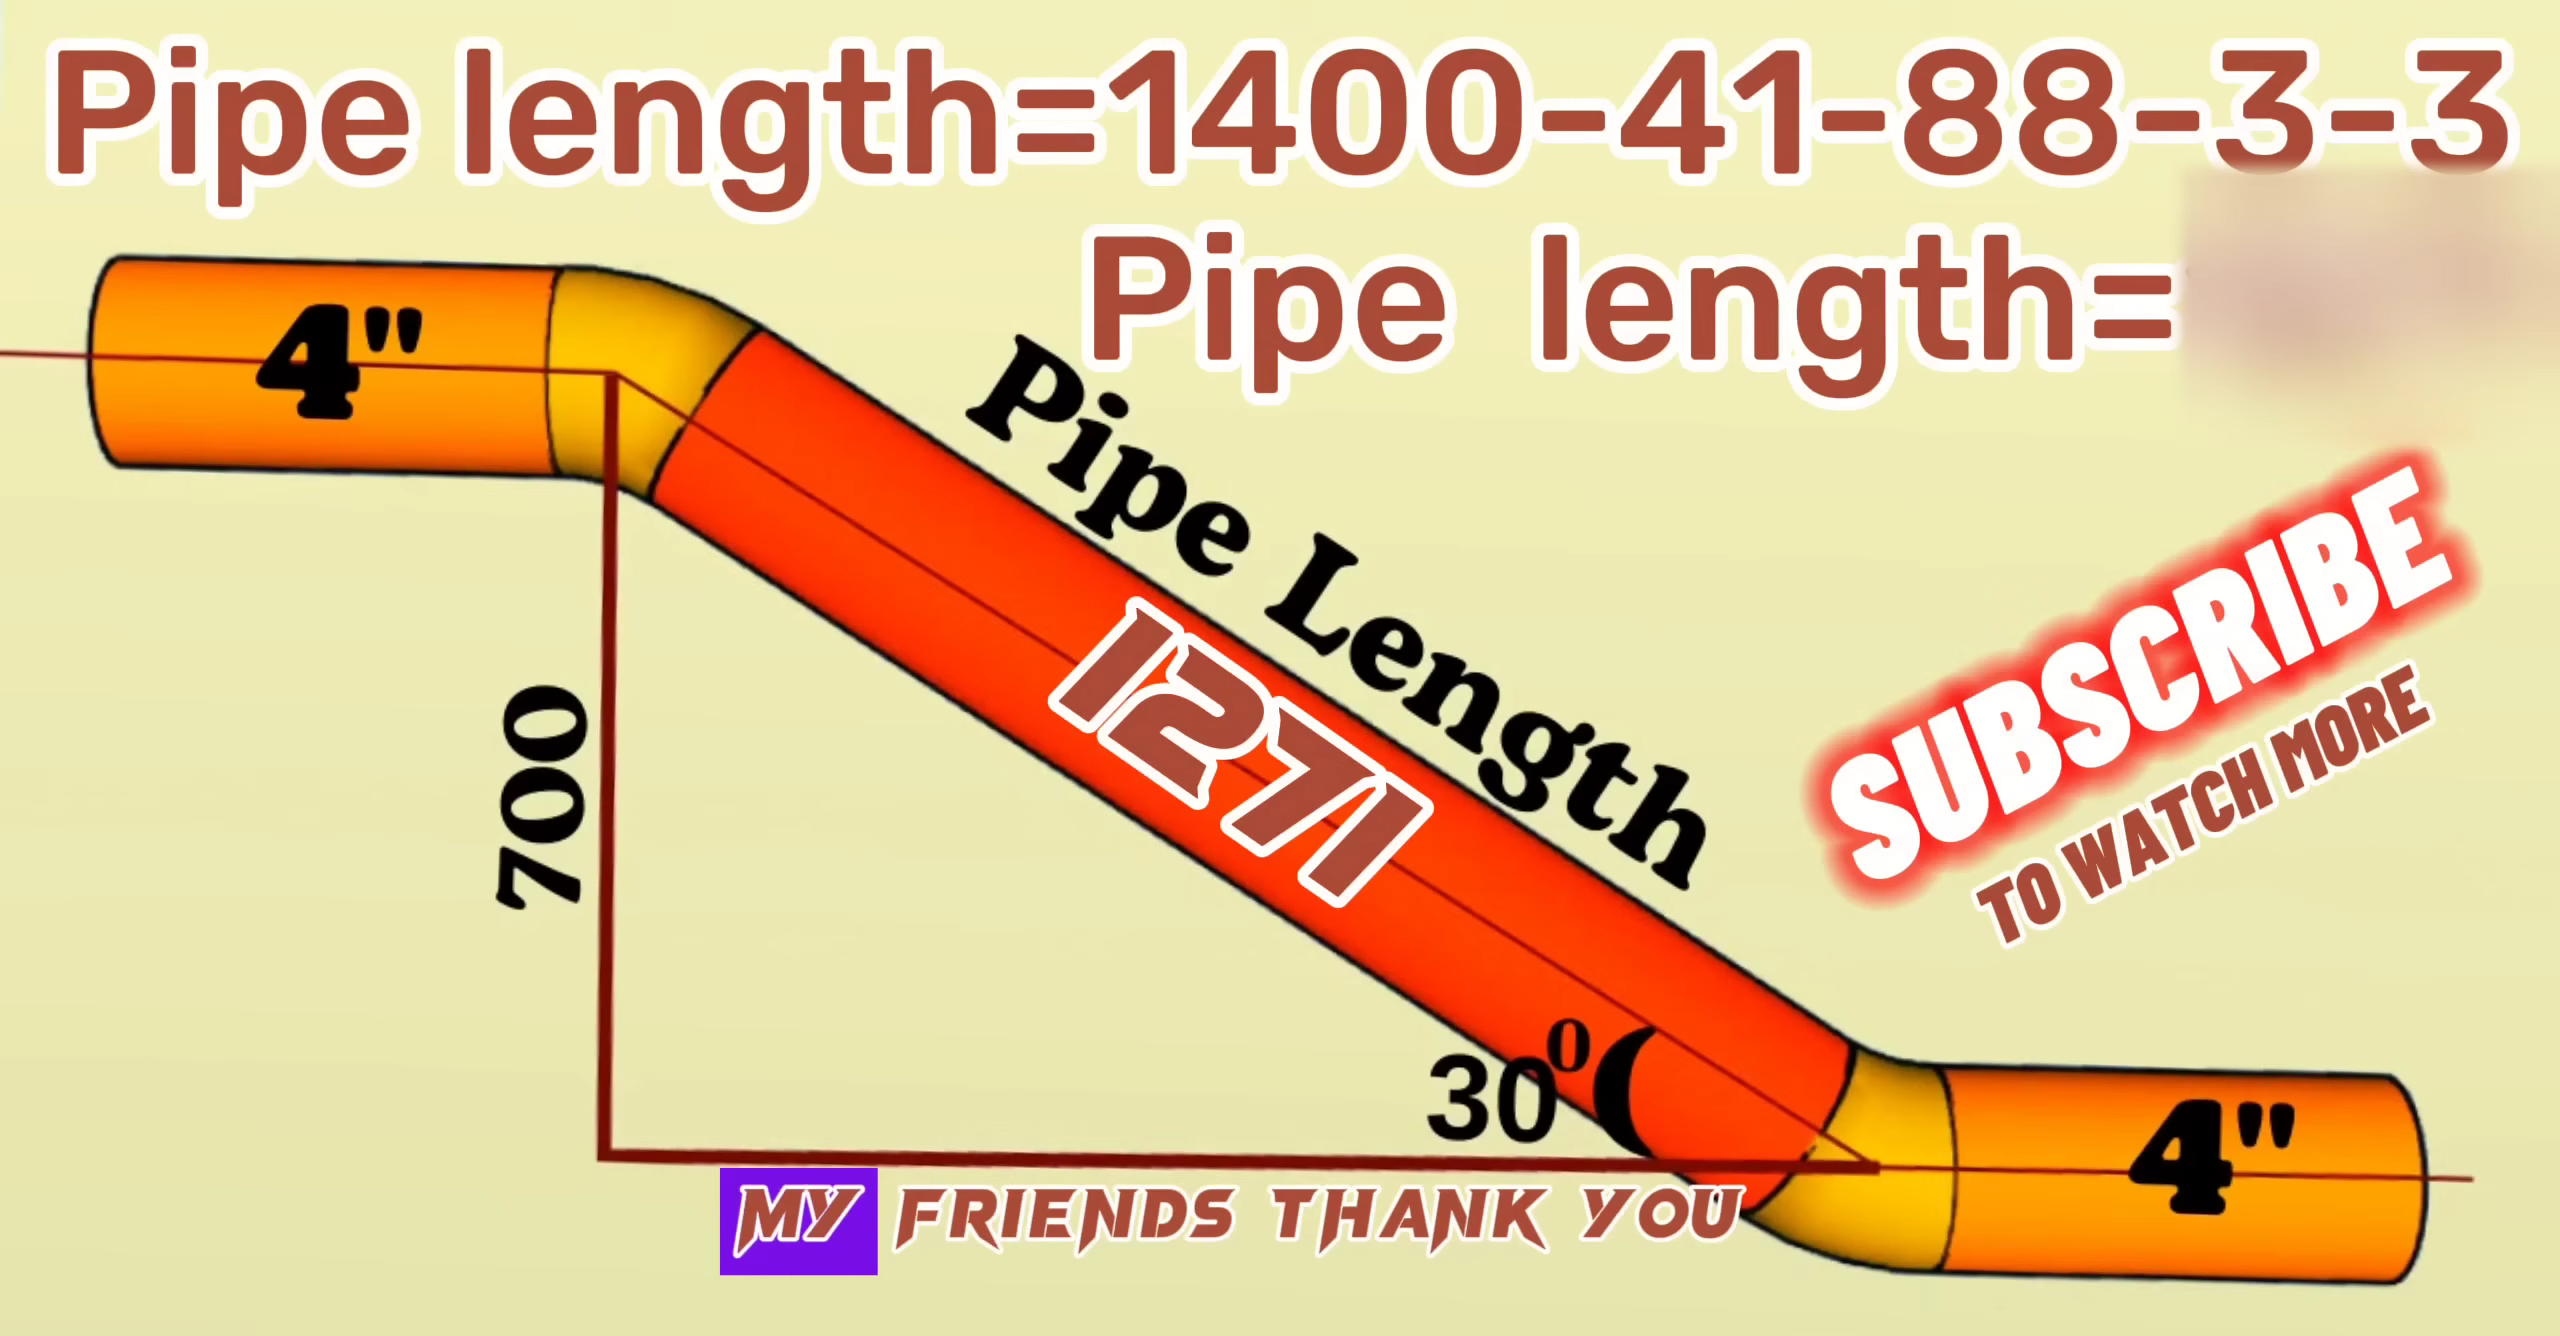 Pipe length=1400-41-88-3-3
Pipe length=
4"
Pipe Length
1271
700
30°
4"
SUBSCRIBE
TO WATCH MORE
MY FRIENDS THANK YOU